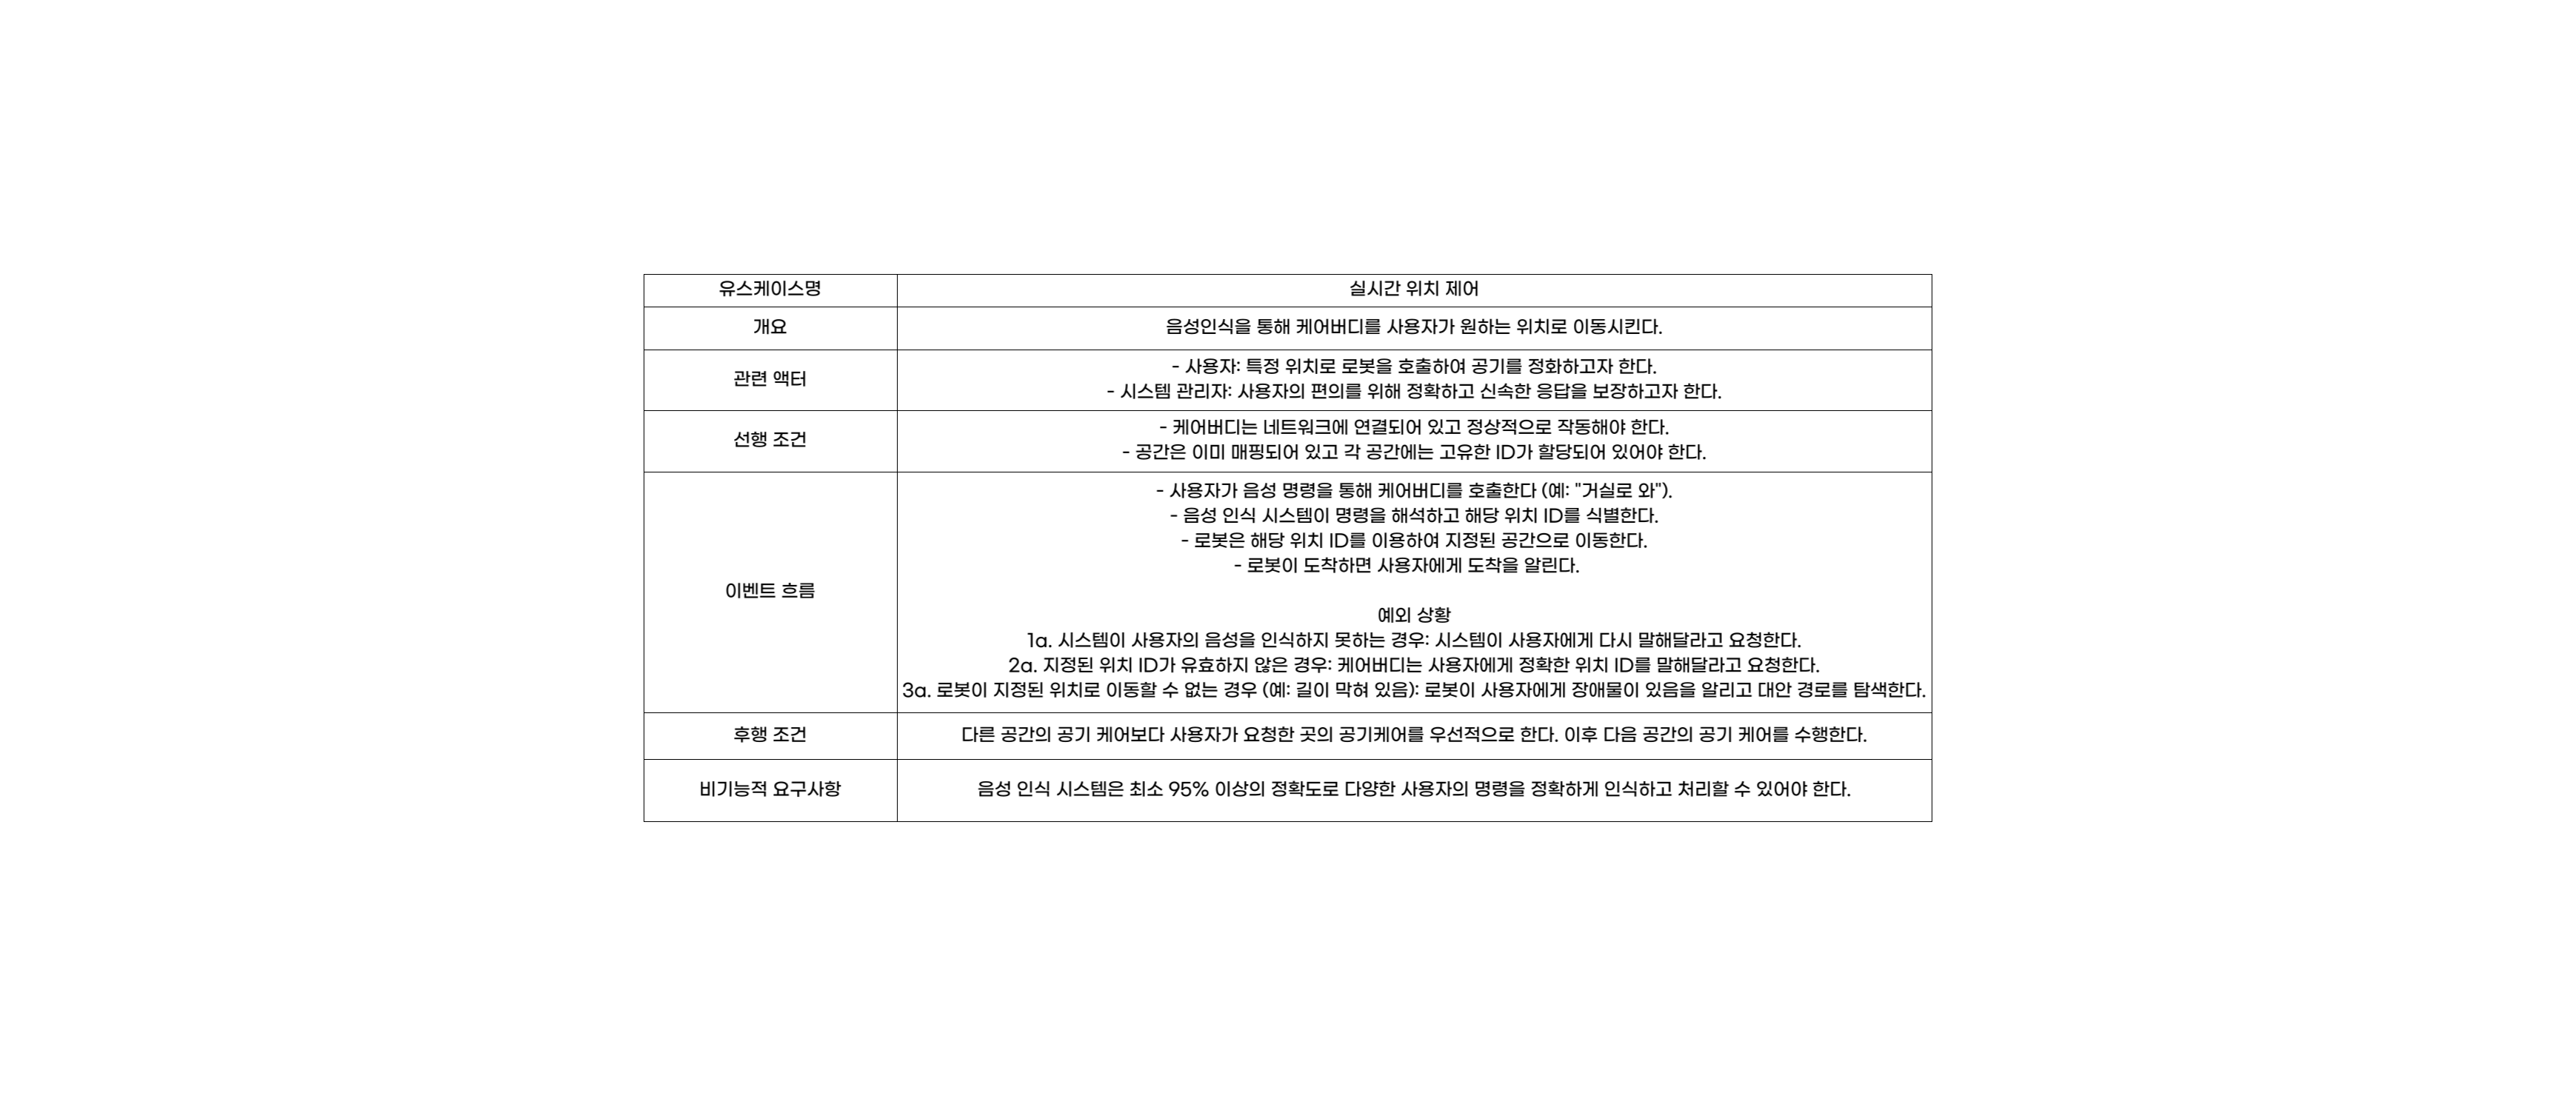 유스케이스명
실시간 위치 제어
개요
음성인식을 통해 케어버디를 사용자가 원하는 위치로 이동시킨다.
관련 액터
- 사용자: 특정 위치로 로봇을 호출하여 공기를 정화하고자 한다.
- 시스템 관리자: 사용자의 편의를 위해 정확하고 신속한 응답을 보장하고자 한다.
선행 조건
- 케어버디는 네트워크에 연결되어 있고 정상적으로 작동해야 한다.
- 공간은 이미 매핑되어 있고 각 공간에는 고유한 ID가 할당되어 있어야 한다.
이벤트 흐름
- 사용자가 음성 명령을 통해 케어버디를 호출한다 (예: "거실로 와").
- 음성 인식 시스템이 명령을 해석하고 해당 위치 ID를 식별한다.
- 로봇은 해당 위치 ID를 이용하여 지정된 공간으로 이동한다.
- 로봇이 도착하면 사용자에게 도착을 알린다.
예외 상황
1a. 시스템이 사용자의 음성을 인식하지 못하는 경우: 시스템이 사용자에게 다시 말해달라고 요청한다.
2a. 지정된 위치 ID가 유효하지 않은 경우: 케어버디는 사용자에게 정확한 위치 ID를 말해달라고 요청한다.
3a. 로봇이 지정된 위치로 이동할 수 없는 경우 (예: 길이 막혀 있음): 로봇이 사용자에게 장애물이 있음을 알리고 대안 경로를 탐색한다.
후행 조건
다른 공간의 공기 케어보다 사용자가 요청한 곳의 공기케어를 우선적으로 한다. 이후 다음 공간의 공기 케어를 수행한다.
비기능적 요구사항
음성 인식 시스템은 최소 95% 이상의 정확도로 다양한 사용자의 명령을 정확하게 인식하고 처리할 수 있어야 한다.